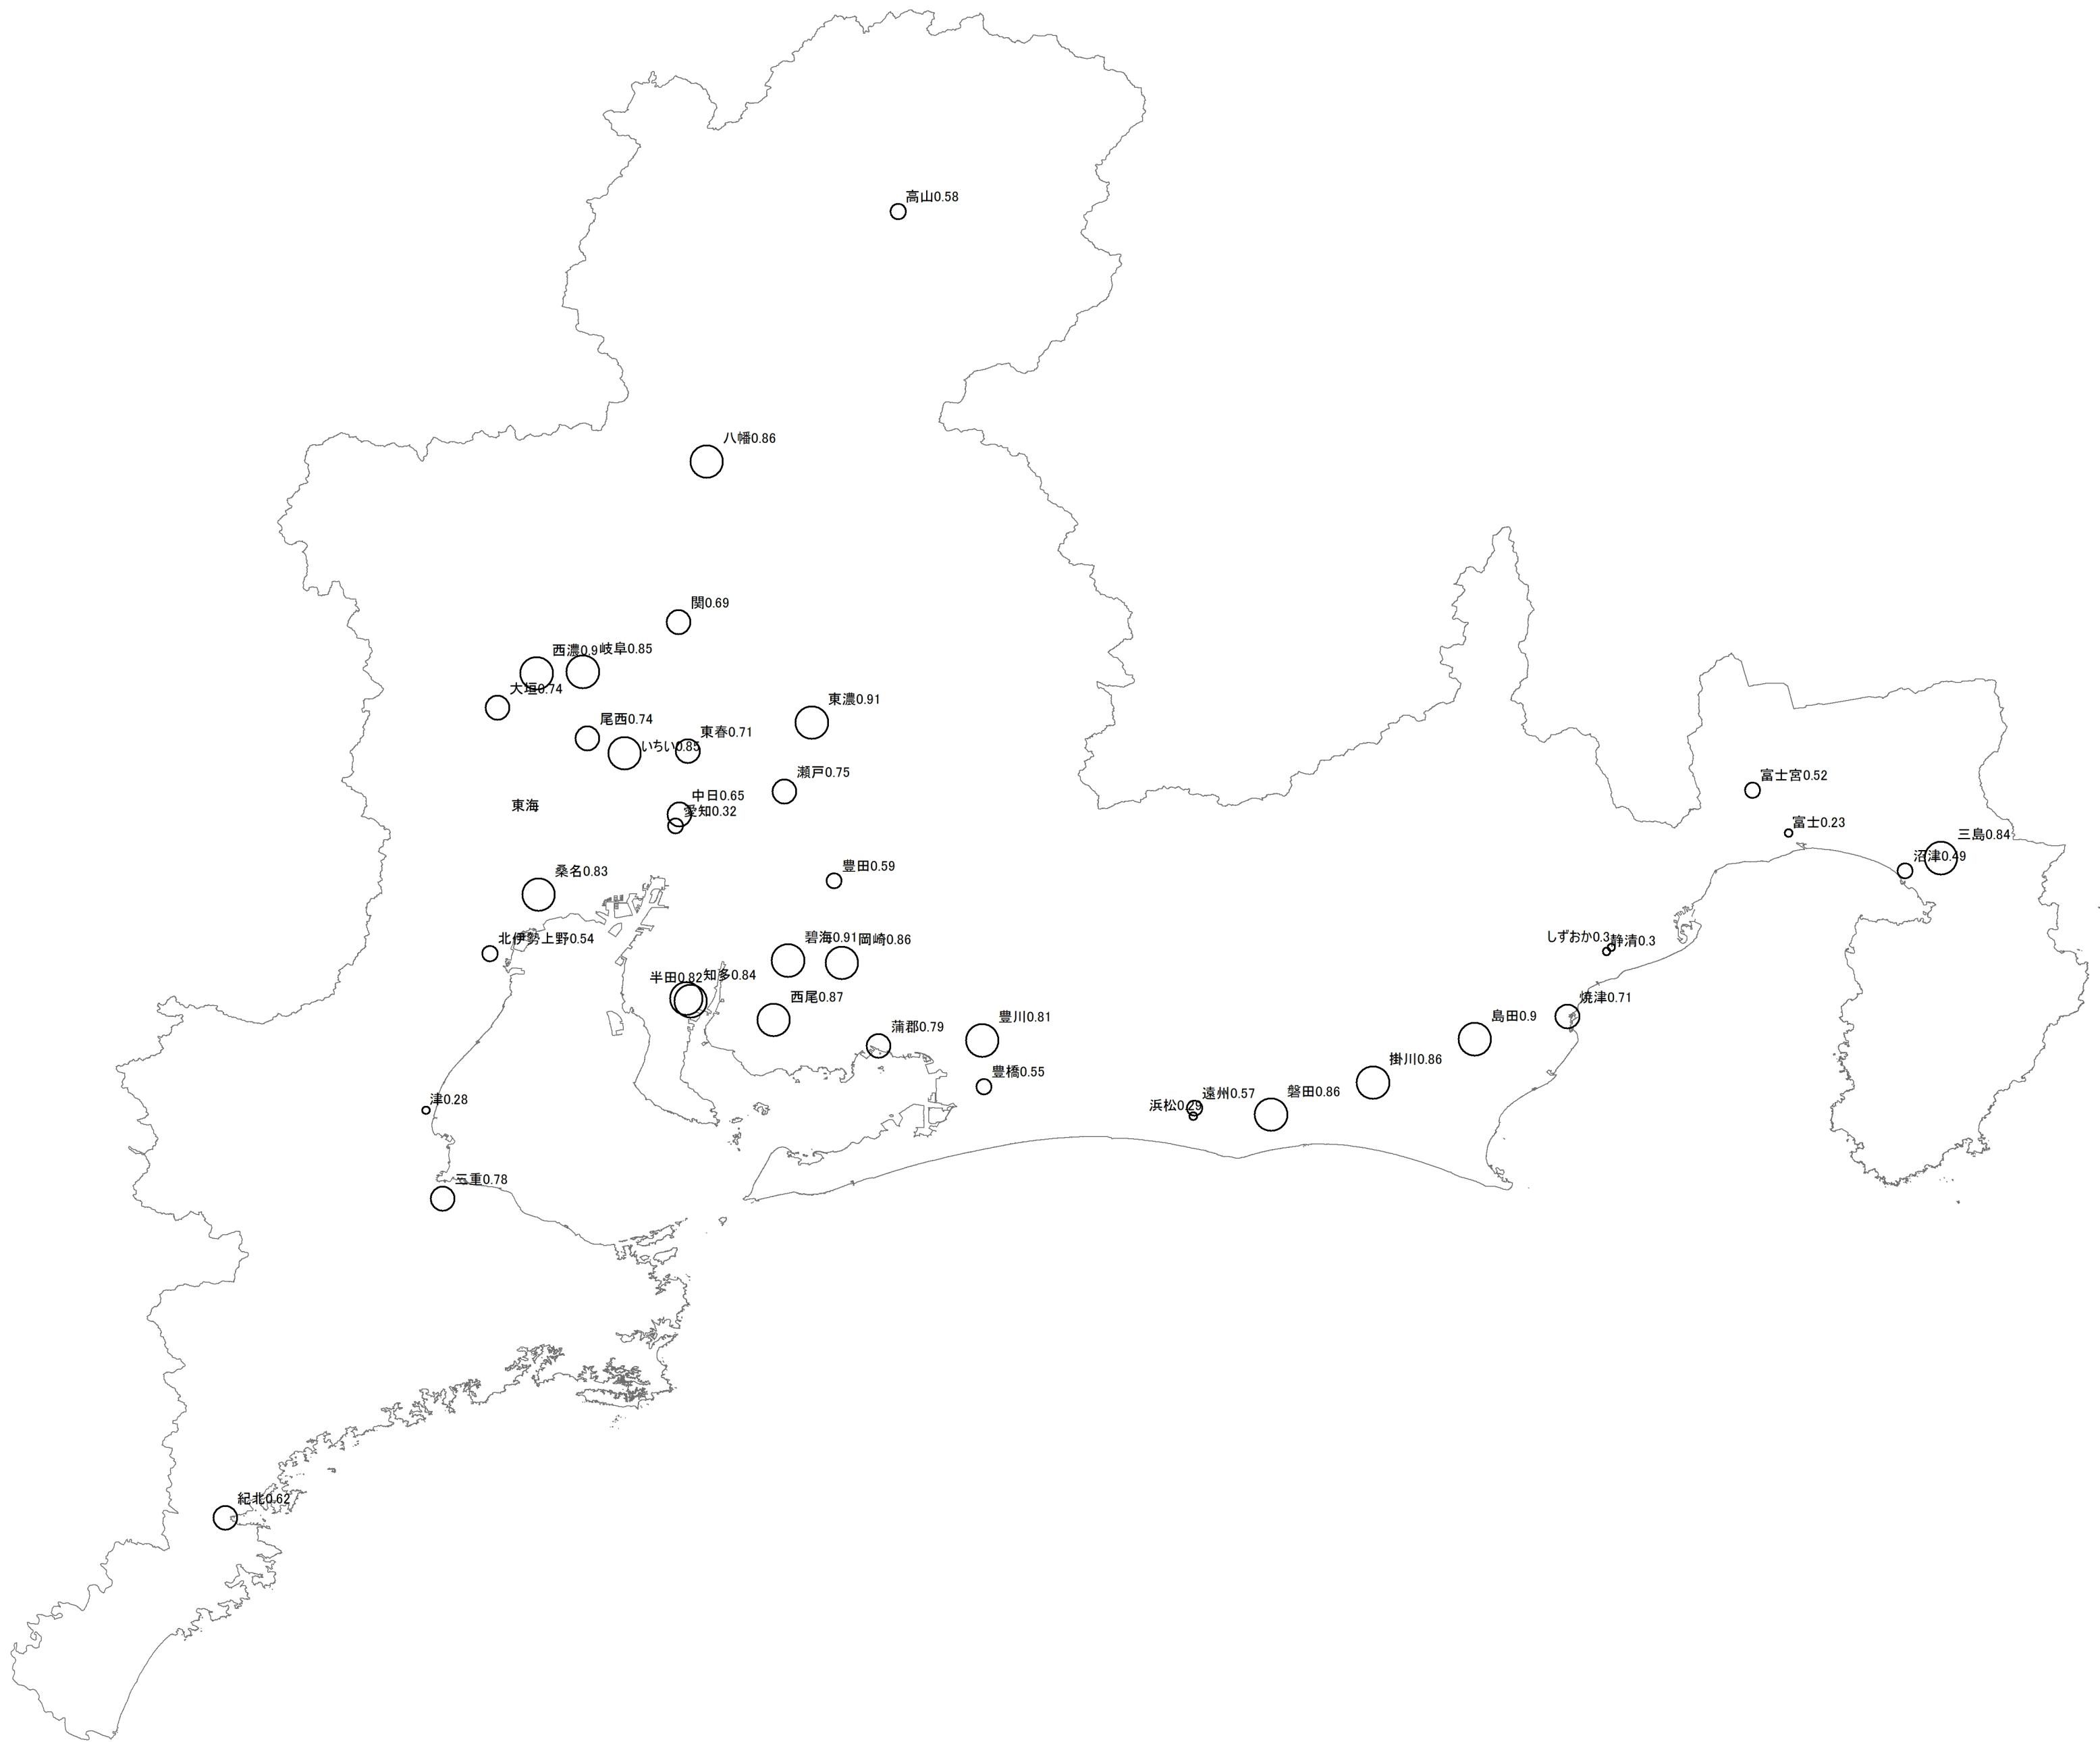 高山0.58
八幡0.86
関0.69
西濃0.9
岐阜0.85
大垣0.74
東濃0.91
尾西0.74
東春0.71
いちい0.85
瀬戸0.75
富士宮0.52
中日0.65
東海
愛知0.32
富士0.23
三島0.84
沼津0.49
豊田0.59
桑名0.83
しずおか0.3
静清0.3
北伊勢上野0.54
碧海0.91
岡崎0.86
半田0.82
知多0.84
西尾0.87
焼津0.71
豊川0.81
島田0.9
蒲郡0.79
掛川0.86
豊橋0.55
遠州0.57
磐田0.86
津0.28
浜松0.29
三重0.78
紀北0.62